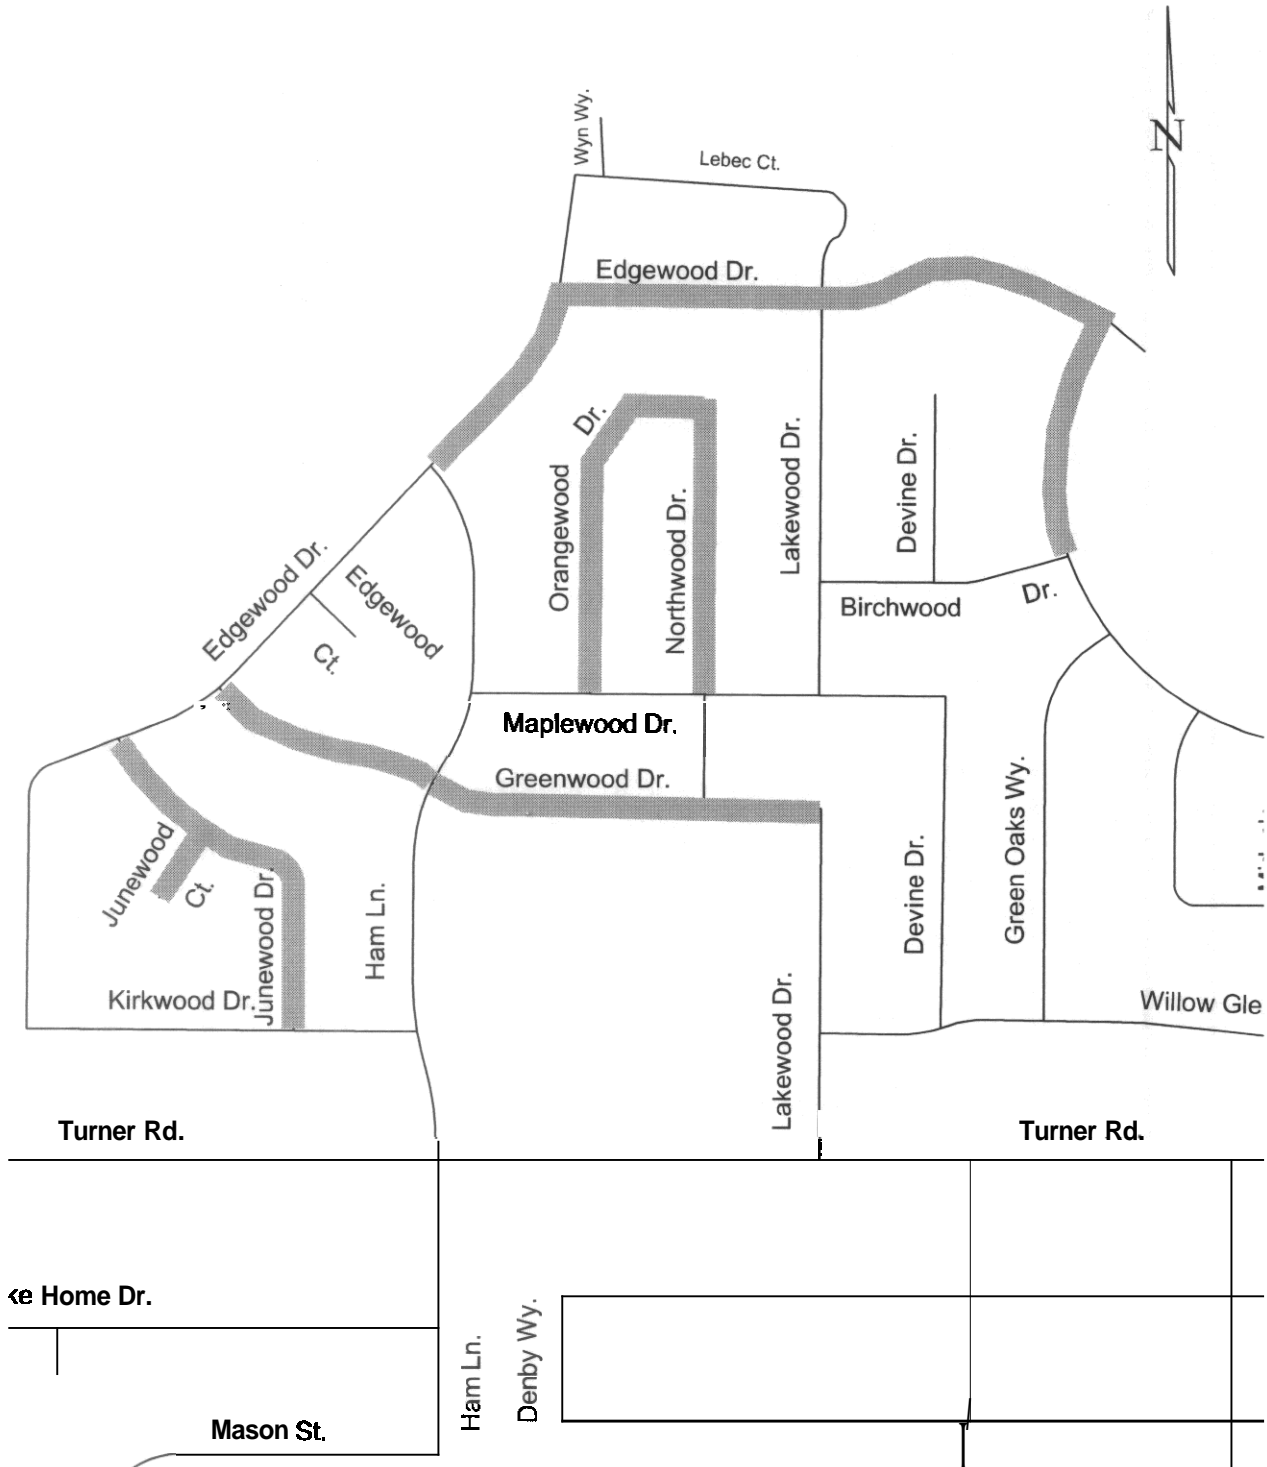 Wyn Wy.
Lebec Ct.
N
Edgewood Dr.
Orangewood Dr.
Northwood Dr.
Lakewood Dr.
Devine Dr.
Birchwood Dr.
Edgewood Dr.
Edgewood Ct.
Maplewood Dr.
Greenwood Dr.
Junewood Ct.
Junewood Dr.
Ham Ln.
Kirkwood Dr.
Lakewood Dr.
Devine Dr.
Green Oaks Wy.
Willow Gle
Turner Rd.
Turner Rd.
ke Home Dr.
Ham Ln.
Denby Wy.
Mason St.